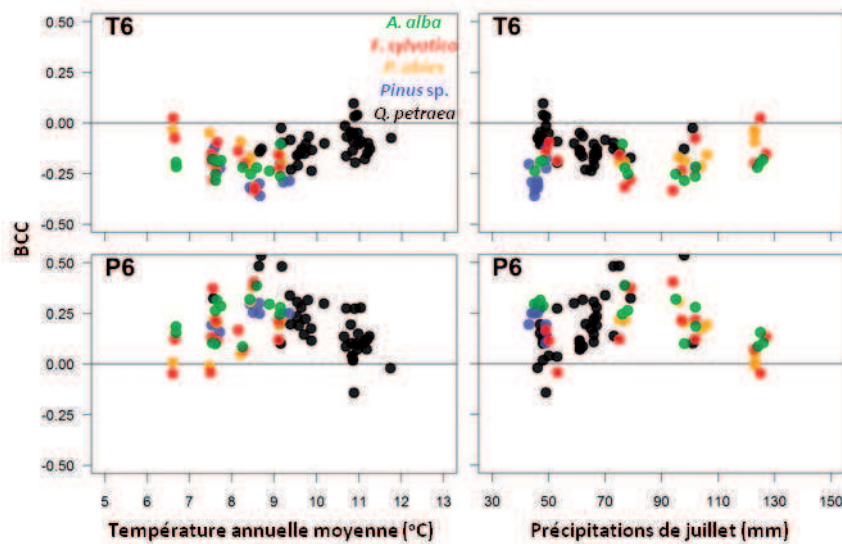 T6
T6
0.50
0.25
0.00
-0.25
-0.50
A. alba
F. sylvatica
P. abies
Pinus sp.
Q. petraea
BCC
P6
P6
0.50
0.25
0.00
-0.25
-0.50
5 6 7 8 9 10 11 12 13
30 50 70 90 110 130 150
Température annuelle moyenne (°C)
Précipitations de juillet (mm)